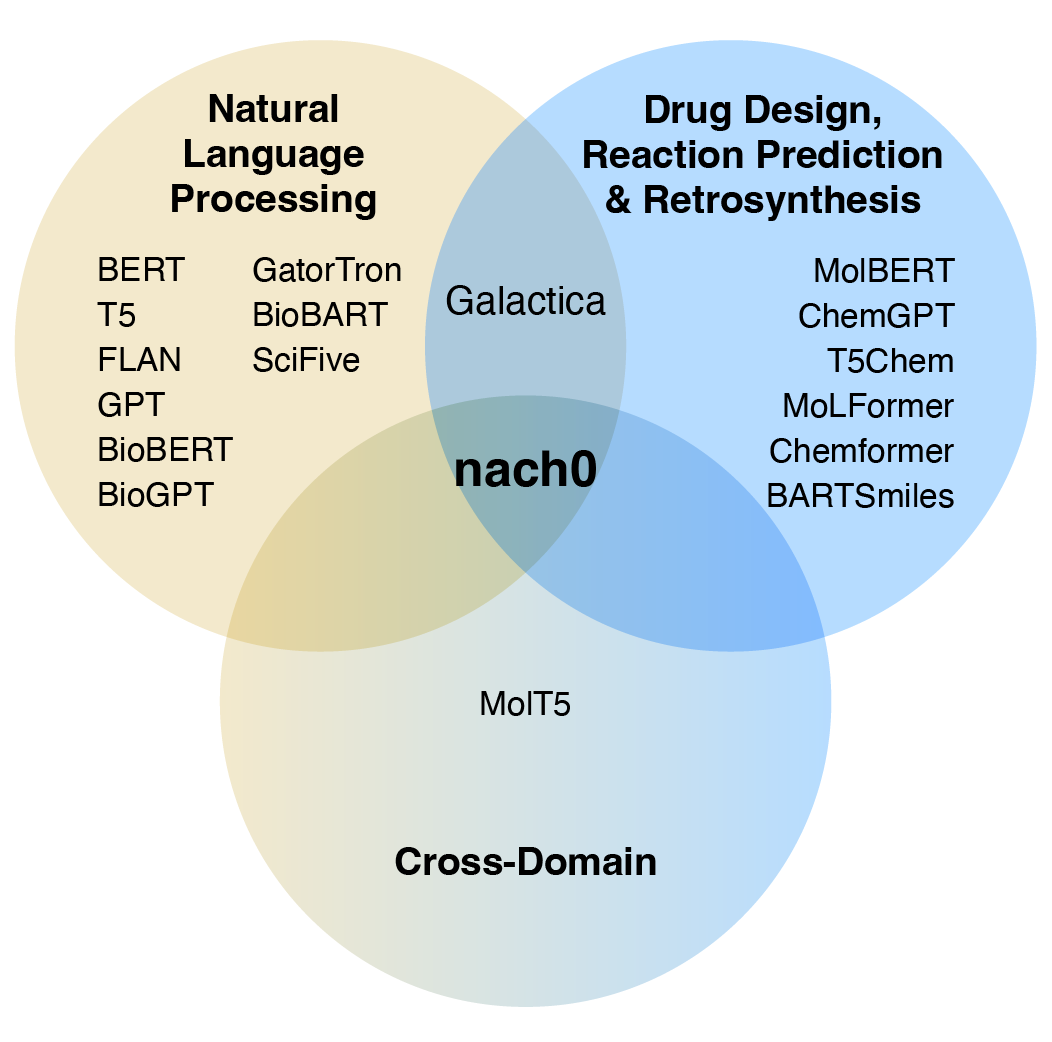 Natural
Language
Processing
BERT
T5
FLAN
GPT
BioBERT
BioGPT
GatorTron
BioBART
SciFive
Galactica
Drug Design,
Reaction Prediction
& Retrosynthesis
MolBERT
ChemGPT
T5Chem
MoLFormer
Chemformer
BARTSmiles
nach0
MolT5
Cross-Domain